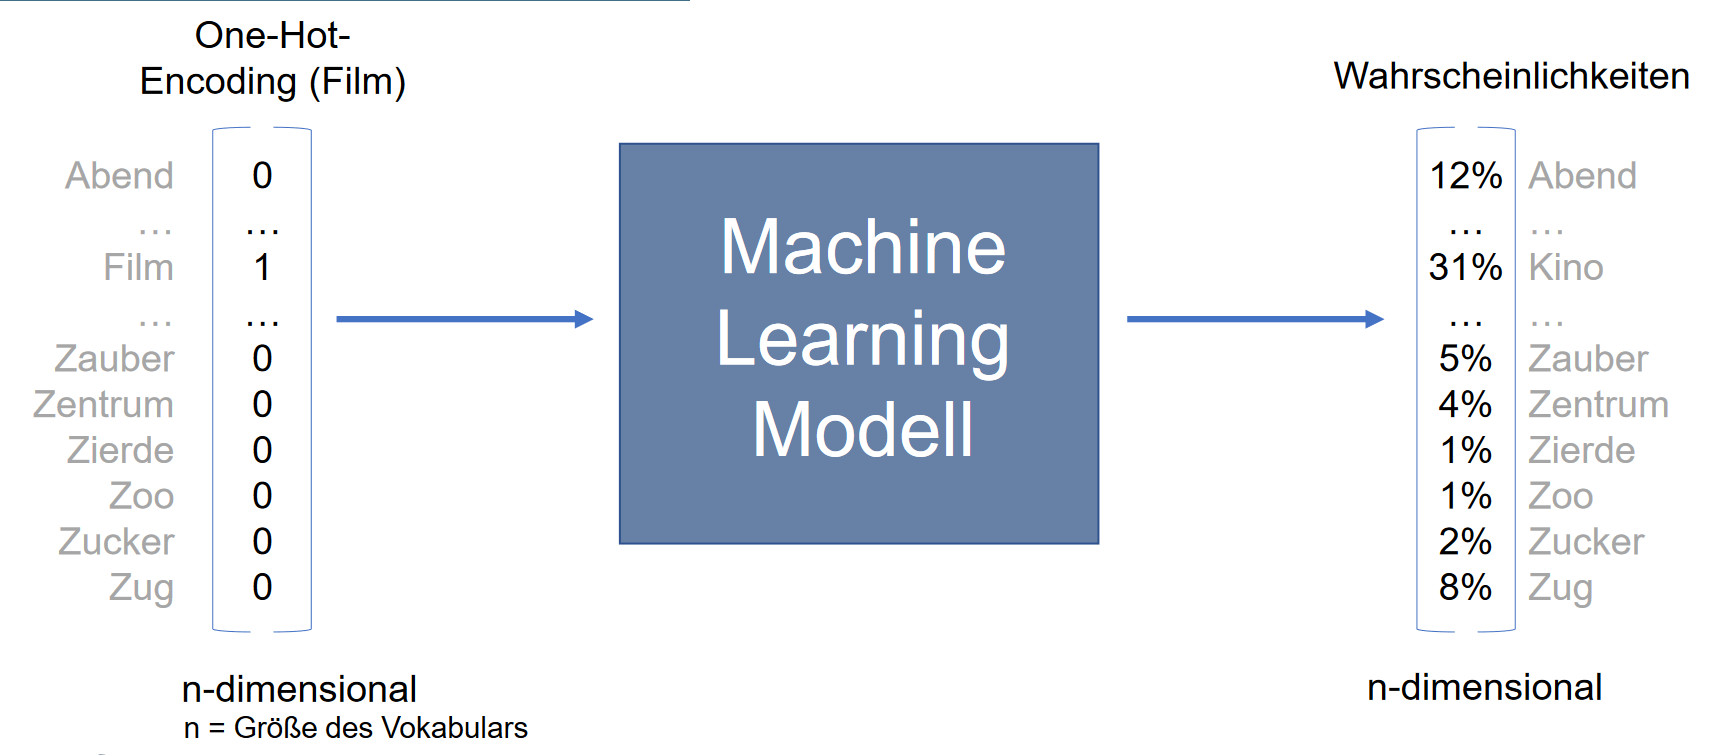 One-Hot-
Encoding (Film)
Wahrscheinlichkeiten
Abend 0
… …
Film 1
… …
Zauber 0
Zentrum 0
Zierde 0
Zoo 0
Zucker 0
Zug 0
n-dimensional
n = Größe des Vokabulars
Machine
Learning
Modell
12% Abend
… …
31% Kino
… …
5% Zauber
4% Zentrum
1% Zierde
1% Zoo
2% Zucker
8% Zug
n-dimensional